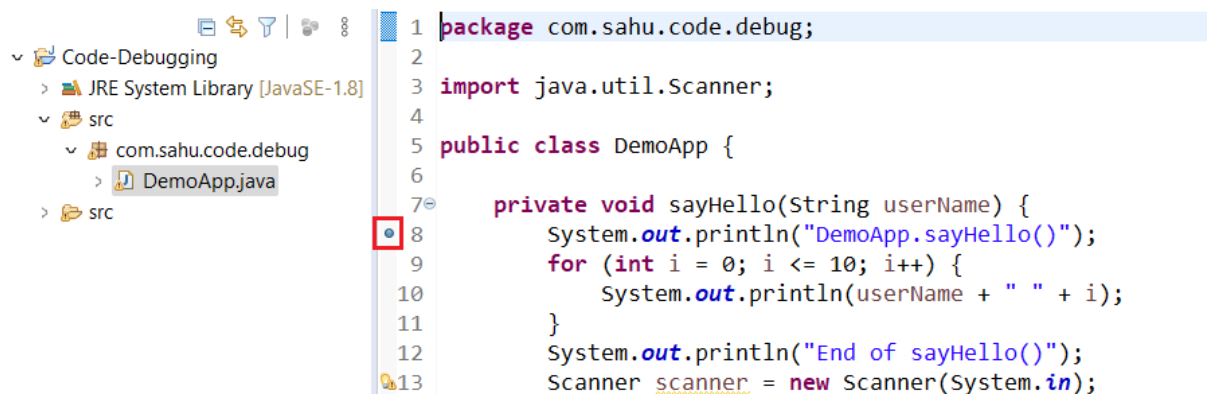 Code-Debugging
JRE System Library [JavaSE-1.8]
src
com.sahu.code.debug
DemoApp.java
src
1 package com.sahu.code.debug;
2
3 import java.util.Scanner;
4
5 public class DemoApp {
6
7 private void sayHello(String userName) {
8 System.out.println("DemoApp.sayHello()");
9 for (int i = 0; i <= 10; i++) {
10 System.out.println(userName + " " + i);
11 }
12 System.out.println("End of sayHello()");
13 Scanner scanner = new Scanner(System.in);